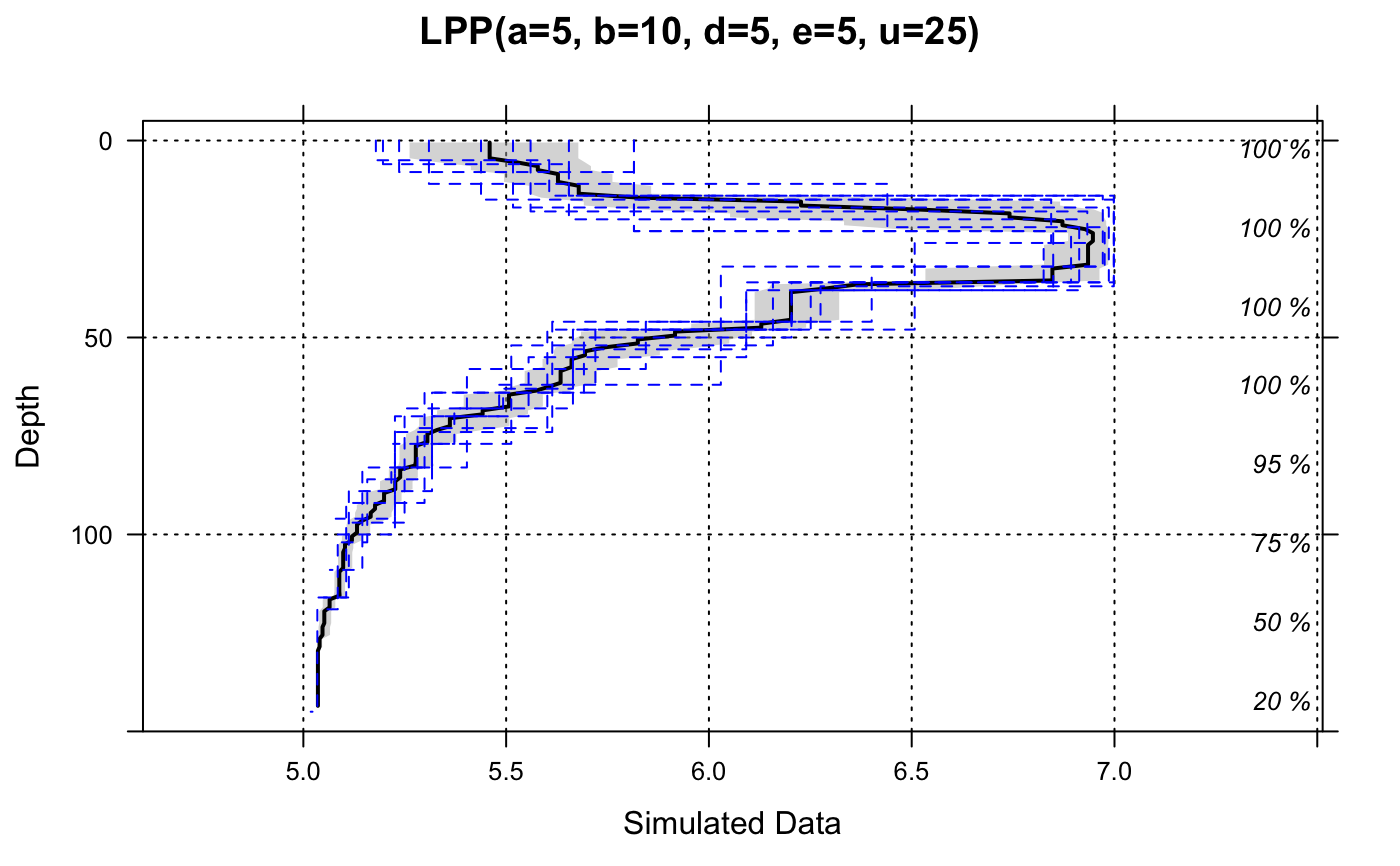 LPP(a=5, b=10, d=5, e=5, u=25)
0
50
100
Depth
100 %
100 %
100 %
100 %
95 %
75 %
50 %
20 %
5.0 5.5 6.0 6.5 7.0
Simulated Data